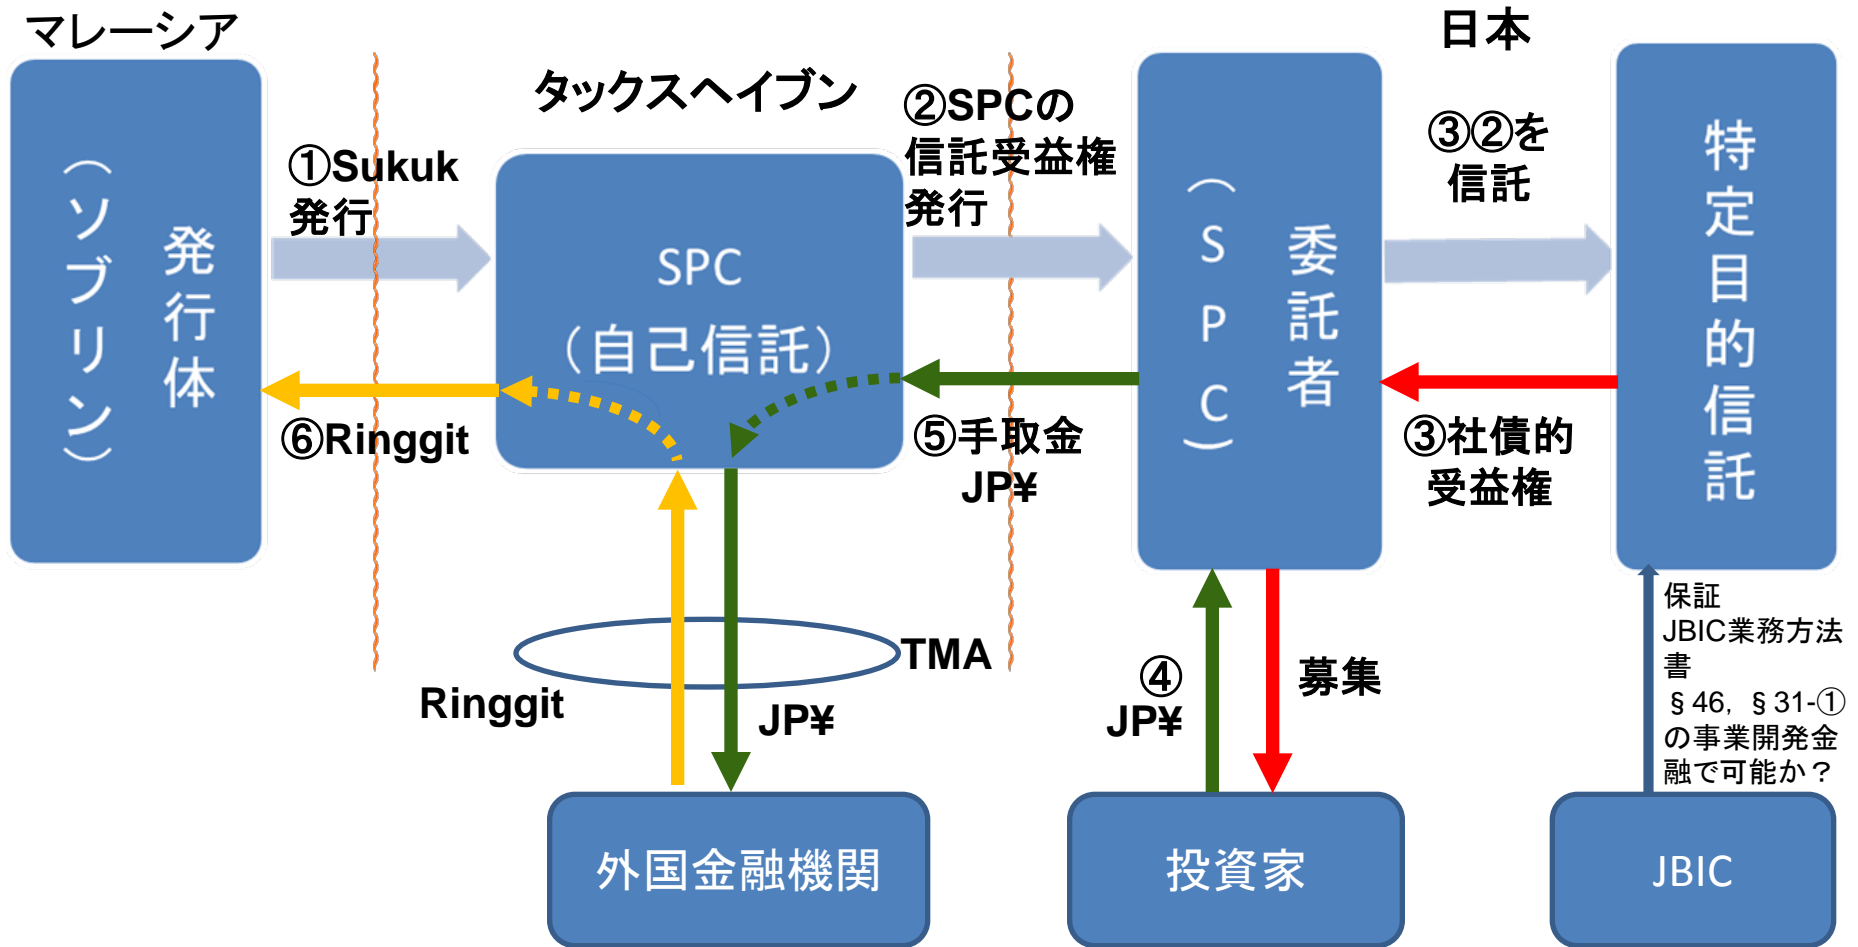 マレーシア
日本
タックスヘイブン
発行体
（ソブリン）
①Sukuk
発行
SPC
（自己信託）
②SPCの
信託受益権
発行
委託者
（SPC）
③②を
信託
特定目的信託
⑥Ringgit
⑤手取金
JP¥
③社債的
受益権
TMA
Ringgit
JP¥
④
JP¥
募集
保証
JBIC業務方法
書
§46，§31-①
の事業開発金
融で可能か？
外国金融機関
投資家
JBIC